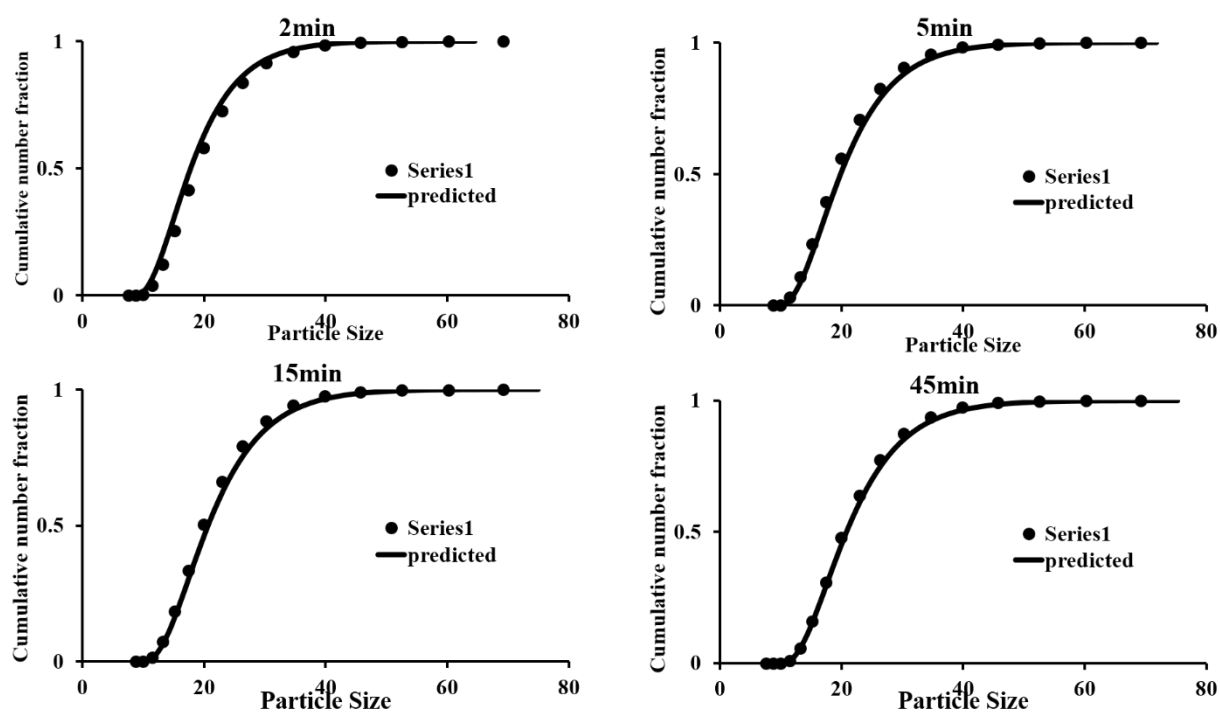 2min
1
0.5
0
Cumulative number fraction
Series1
predicted
0 20 40 60 80
Particle Size
5min
1
0.5
0
Cumulative number fraction
Series1
predicted
0 20 40 60 80
Particle Size
15min
1
0.5
0
Cumulative number fraction
Series1
predicted
0 20 40 60 80
Particle Size
45min
1
0.5
0
Cumulative number fraction
Series1
predicted
0 20 40 60 80
Particle Size